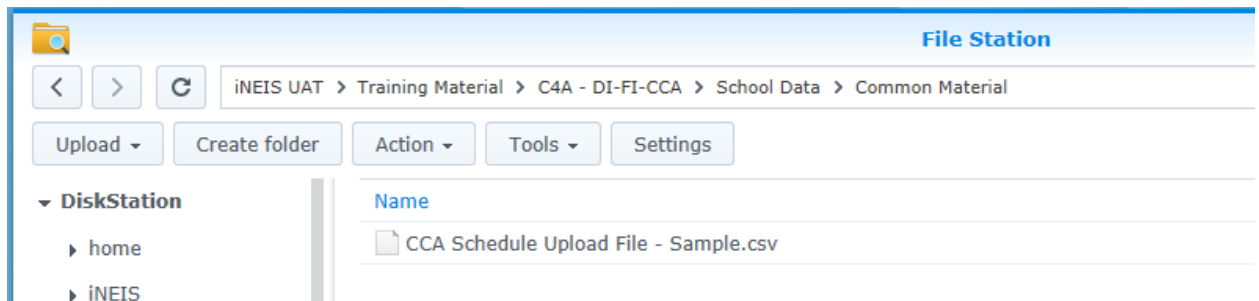 File Station
iNEIS UAT > Training Material > C4A - DI-FI-CCA > School Data > Common Material
Upload Create folder Action Tools Settings
DiskStation
Name
home
CCA Schedule Upload File - Sample.csv
iNEIS